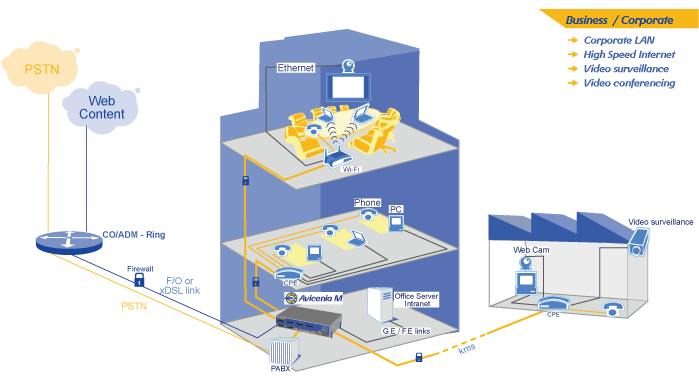 Business / Corporate
Corporate LAN
High Speed Internet
Video surveillance
Video conferencing
PSTN
Web
Content
Ethernet
Wi-Fi
Phone
PC
CPE
CO/ADM - Ring
Firewall
F/O or
xDSL link
PSTN
Avicenia M
Office Server
Intranet
G.E / F.E links
PABX
kms
Video surveillance
Web Cam
CPE